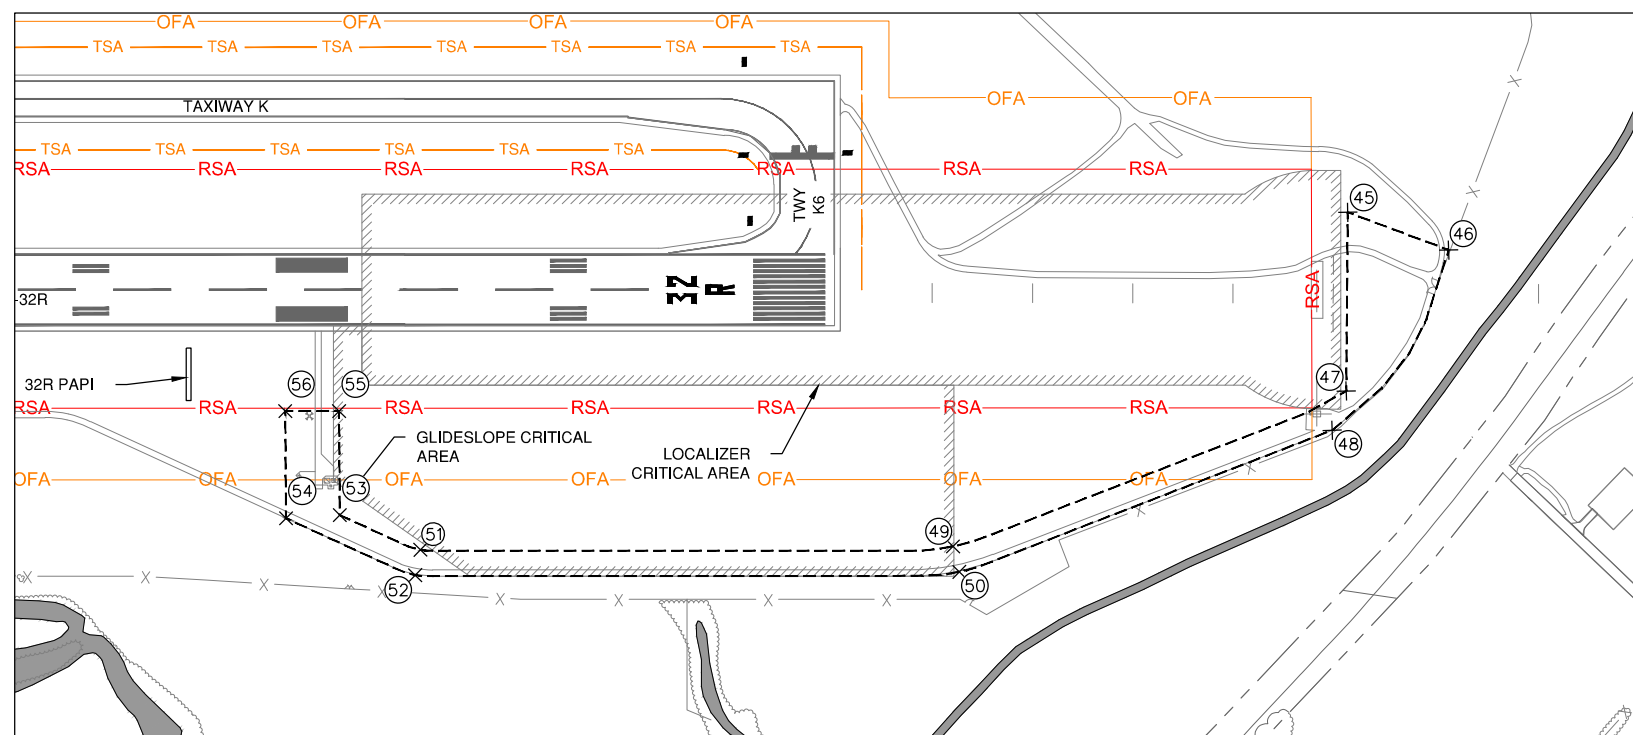 OFA OFA OFA OFA
TSA TSA TSA TSA TSA TSA TSA
OFA OFA
TAXIWAY K
TSA TSA TSA TSA TSA TSA
RSA RSA RSA RSA RSA RSA RSA
TWY
K6
45
46
32
R
RSA
-32R
47
32R PAPI
56
55
RSA RSA RSA RSA RSA RSA RSA
48
GLIDESLOPE CRITICAL
AREA
LOCALIZER
CRITICAL AREA
OFA OFA OFA OFA OFA OFA OFA
54
53
X
X
X
X
51
49
52
50
X X X X X X X X